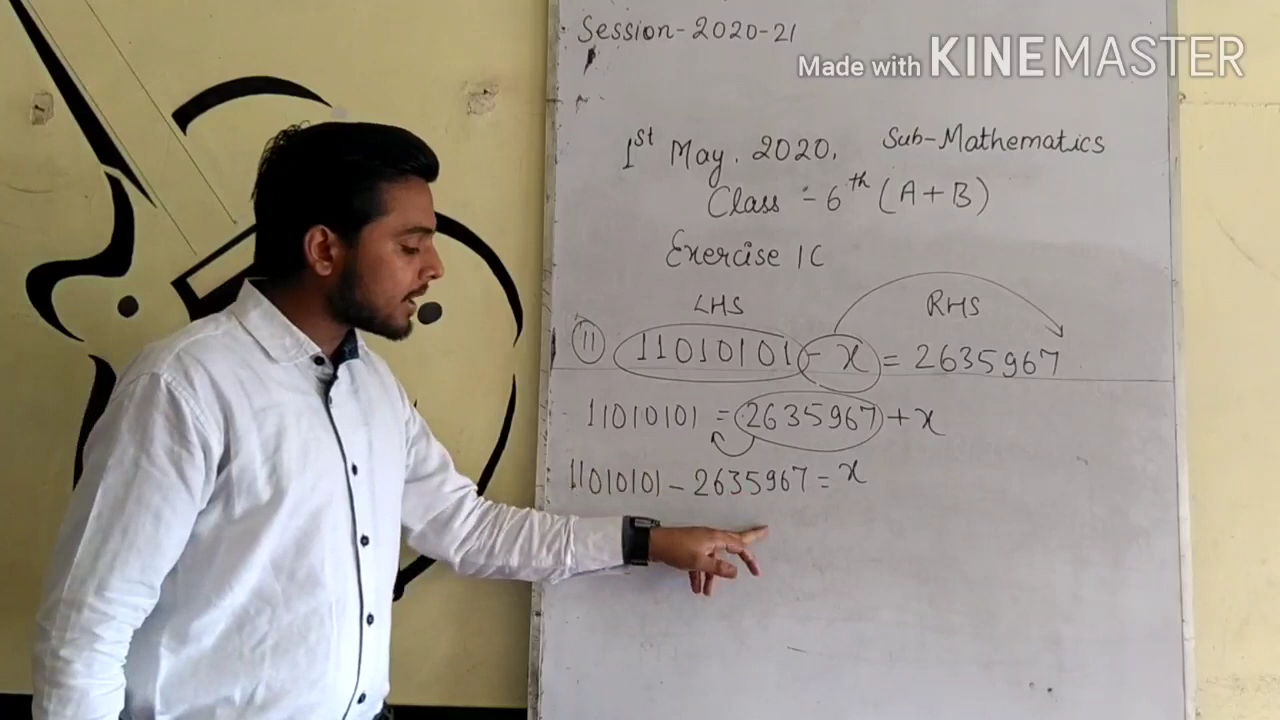 Session-2020-21
Made with KINEMASTER
1st May. 2020. Sub-Mathematics
Class :- 6th (A+B)
Exercise 1C
LHS RHS
11 11010101 - x = 2635967
11010101 = 2635967 + x
11010101 - 2635967 = x